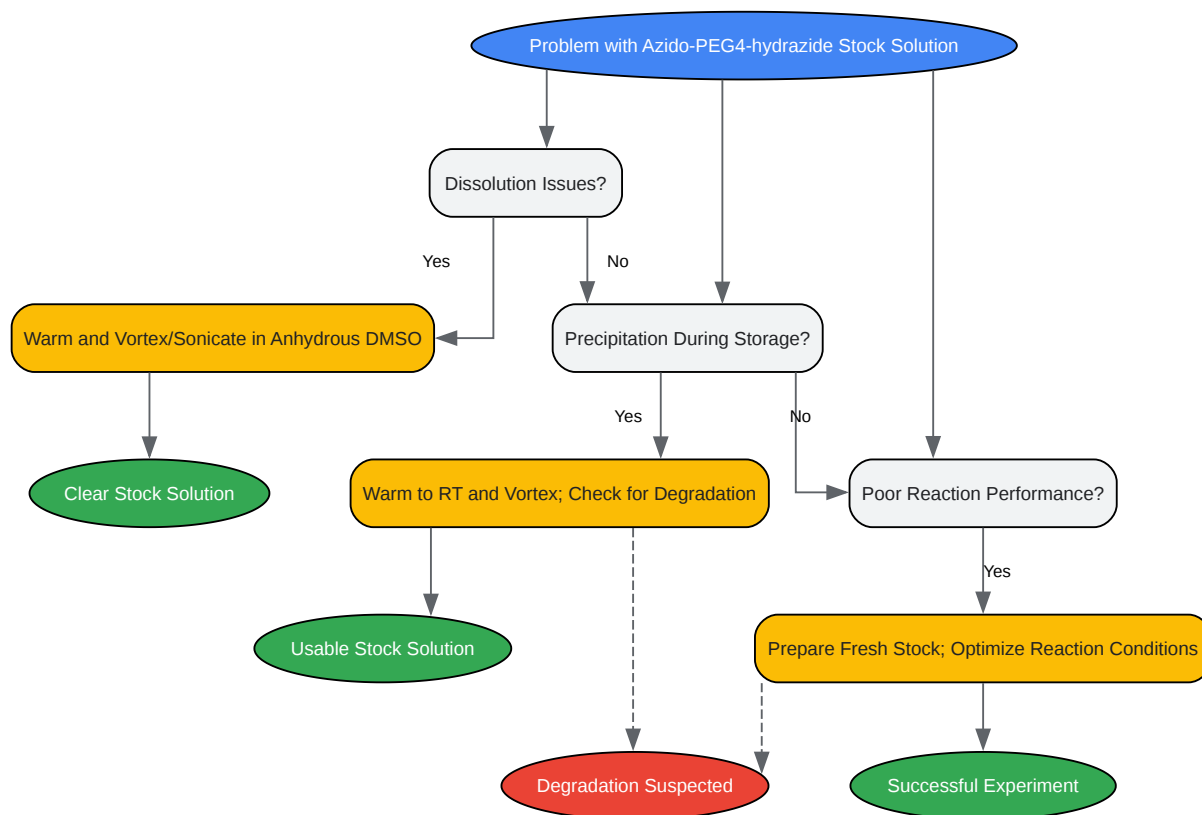 Problem with Azido-PEG4-hydrazide Stock Solution
Dissolution Issues?
Yes
No
Warm and Vortex/Sonicate in Anhydrous DMSO
Precipitation During Storage?
Yes
No
Clear Stock Solution
Warm to RT and Vortex; Check for Degradation
Poor Reaction Performance?
Yes
Usable Stock Solution
Prepare Fresh Stock; Optimize Reaction Conditions
Degradation Suspected
Successful Experiment